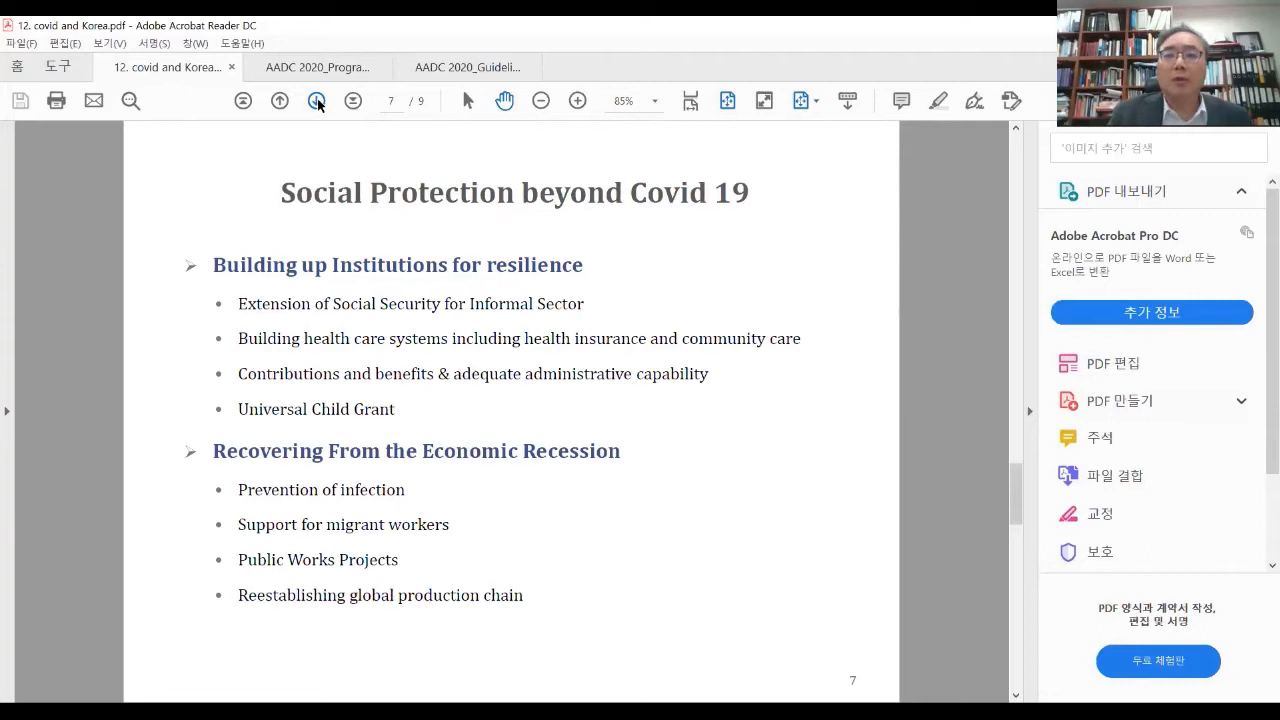 12. covid and Korea.pdf - Adobe Acrobat Reader DC
파일(F) 편집(E) 보기(V) 서명(S) 창(W) 도움말(H)
홈 도구 12. covid and Korea... × AADC 2020_Progra... AADC 2020_Guideli...
7 / 9 85%
'이미지 추가' 검색
Social Protection beyond Covid 19
Building up Institutions for resilience
• Extension of Social Security for Informal Sector
• Building health care systems including health insurance and community care
• Contributions and benefits & adequate administrative capability
• Universal Child Grant
Recovering From the Economic Recession
• Prevention of infection
• Support for migrant workers
• Public Works Projects
• Reestablishing global production chain
7
PDF 내보내기
Adobe Acrobat Pro DC
온라인으로 PDF 파일을 Word 또는
Excel로 변환
추가 정보
PDF 편집
PDF 만들기
주석
파일 결합
교정
보호
PDF 양식과 계약서 작성,
편집 및 서명
무료 체험판